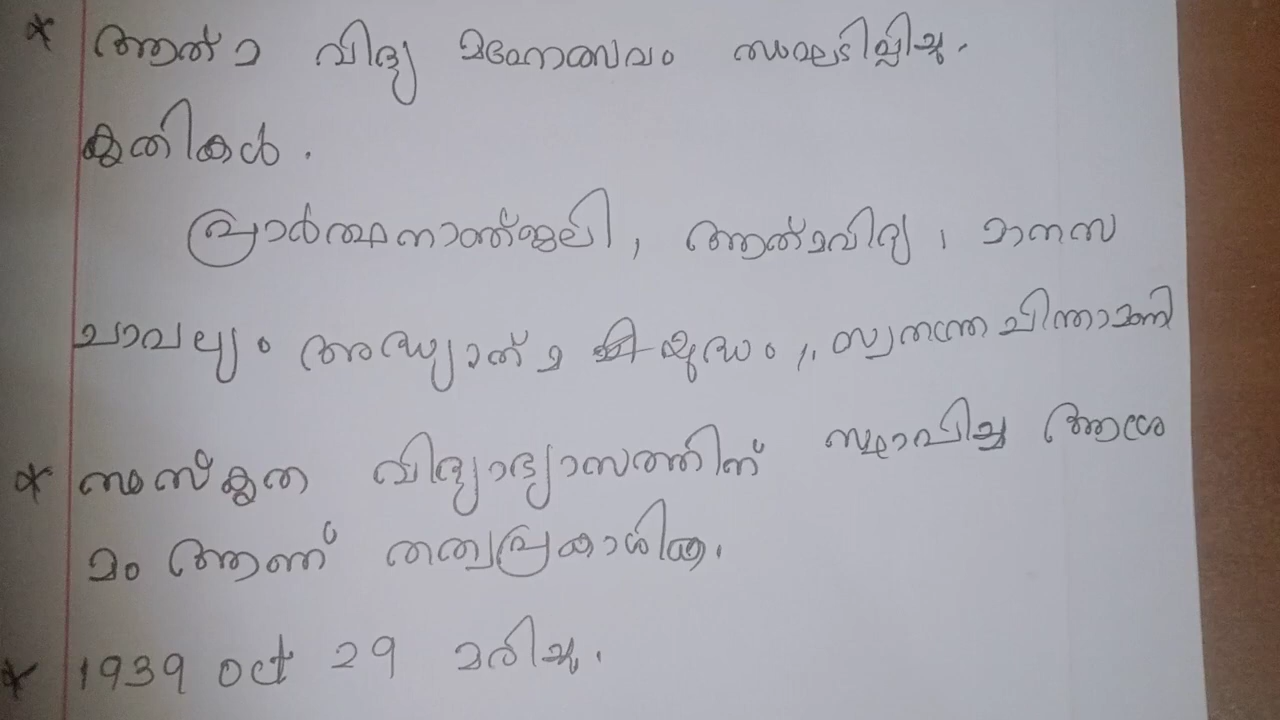 * ആത്മ വിദ്യ മഹോത്സവം സംഘടിപ്പിച്ചു.
കൃതികൾ.
പ്രാർത്ഥനാഞ്ജലി, ആത്മവിദ്യ, മാനസ
ചാവല്യം അദ്ധ്യാത്മ യുദ്ധം,,, സ്വതന്ത്ര ചിന്താമണി
* സംസ്കൃത വിദ്യാഭ്യാസത്തിന് സ്ഥാപിച്ച ആശ്ര
മം ആണ് തത്വപ്രകാശിക.
* 1939 oct 29 മരിച്ചു.